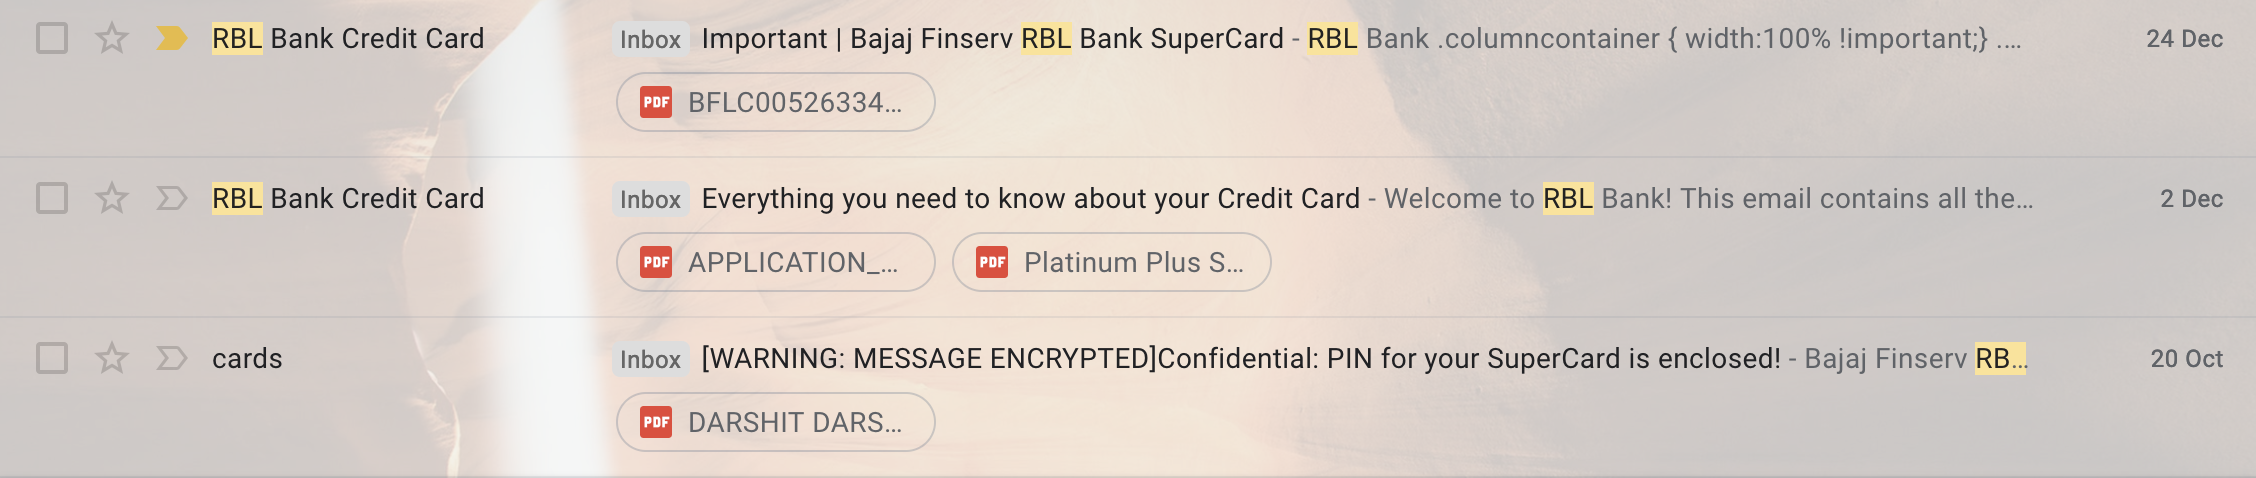 RBL Bank Credit Card Inbox Important | Bajaj Finserv RBL Bank SuperCard - RBL Bank .columncontainer { width:100% !important;} .... 24 Dec
PDF BFLC00526334...
RBL Bank Credit Card Inbox Everything you need to know about your Credit Card - Welcome to RBL Bank! This email contains all the... 2 Dec
PDF APPLICATION_... PDF Platinum Plus S...
cards Inbox [WARNING: MESSAGE ENCRYPTED]Confidential: PIN for your SuperCard is enclosed! - Bajaj Finserv RB... 20 Oct
PDF DARSHIT DARS...